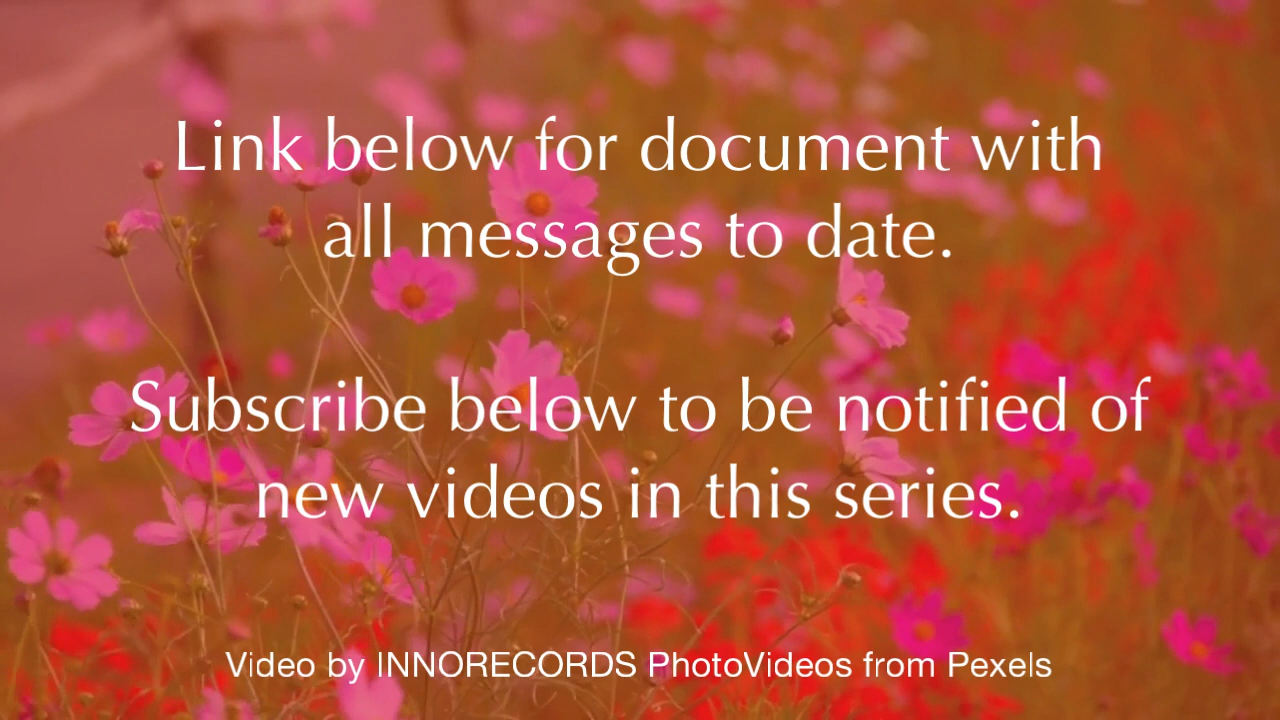 Link below for document with
all messages to date.
Subscribe below to be notified of
new videos in this series.
Video by INNORECORDS PhotoVideos from Pexels